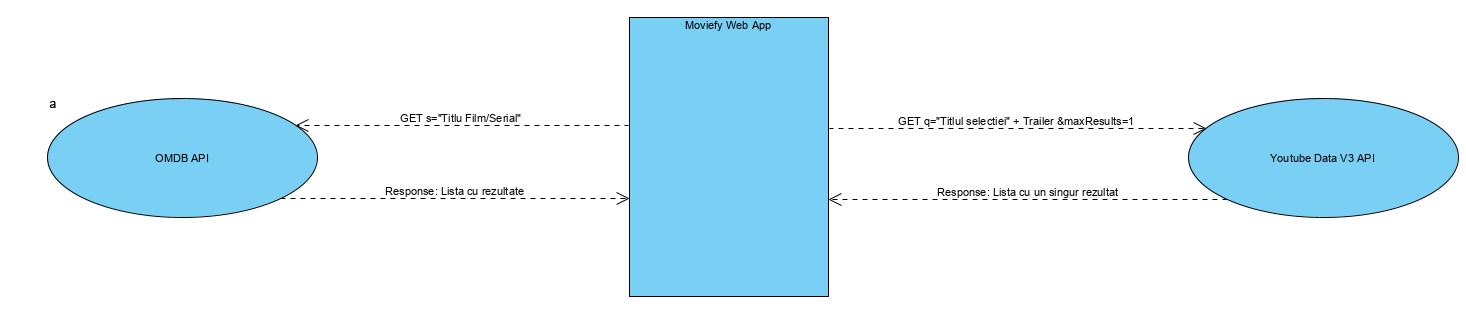 Moviefy Web App
a
GET s="Titlu Film/Serial"
GET q="Titlul selectiei" + Trailer &maxResults=1
OMDB API
Youtube Data V3 API
Response: Lista cu rezultate
Response: Lista cu un singur rezultat